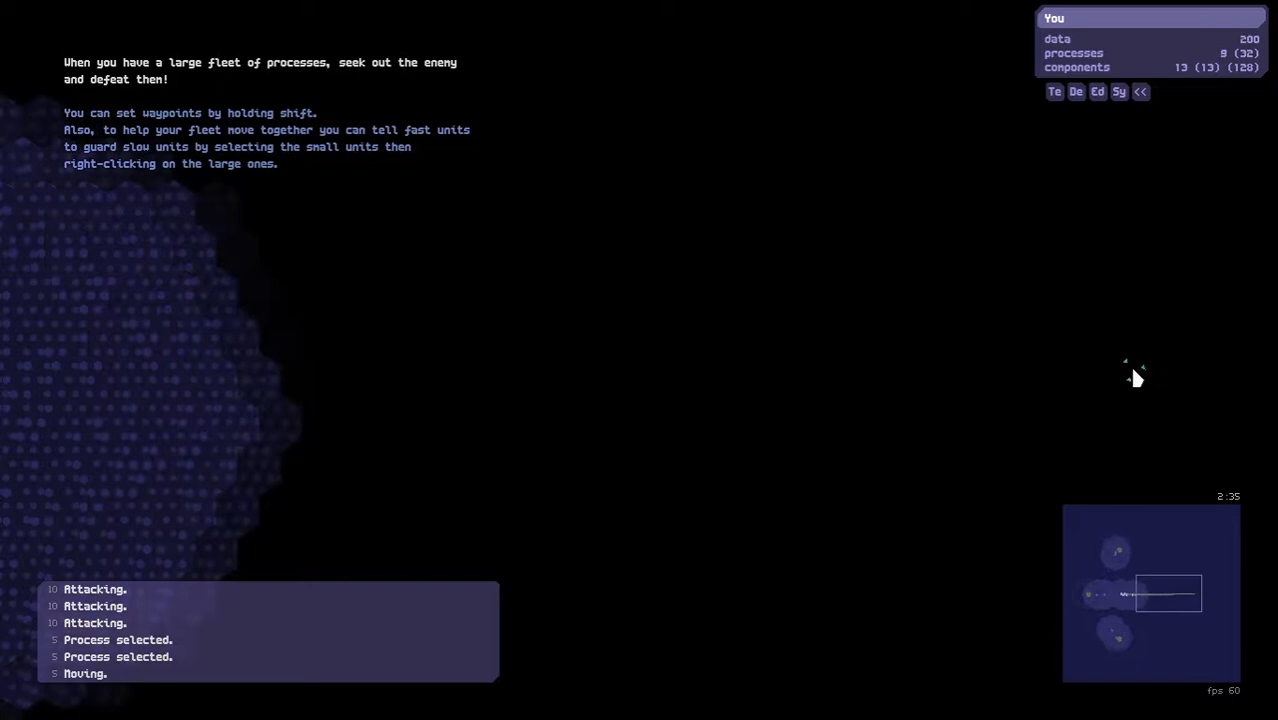 When you have a large fleet of processes, seek out the enemy
and defeat them!
You can set waypoints by holding shift.
Also, to help your fleet move together you can tell fast units
to guard slow units by selecting the small units then
right-clicking on the large ones.
You
data 200
processes 9 (32)
components 13 (13) (128)
Te De Ed Sy <<
2:35
10 Attacking.
10 Attacking.
10 Attacking.
5 Process selected.
5 Process selected.
5 Moving.
fps 60